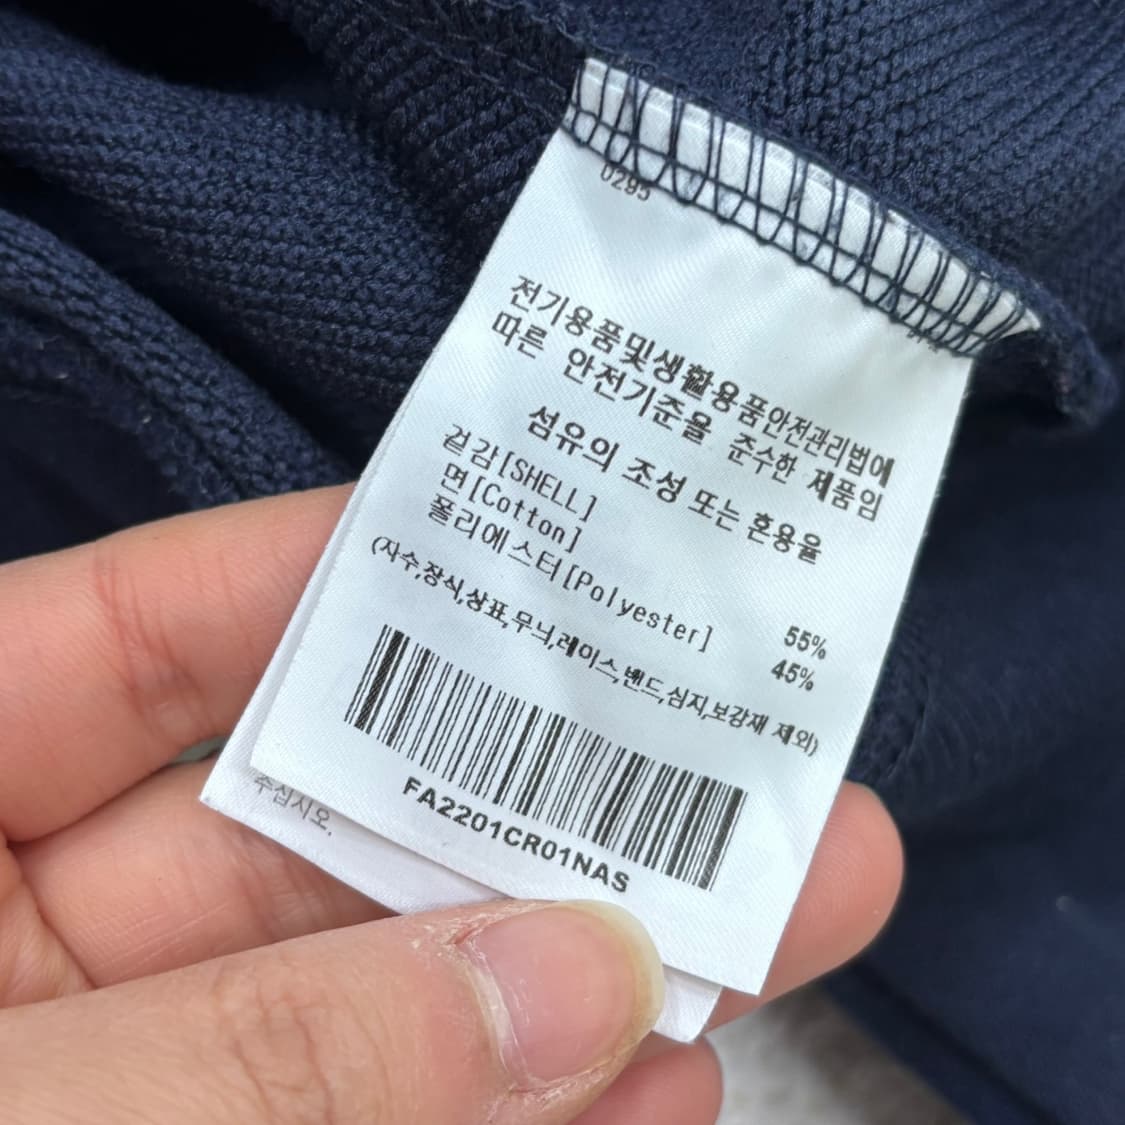 0295
전기용품및생활용품안전관리법에
따른 안전기준을 준수한 제품임
섬유의 조성 또는 혼용율
겉감[SHELL]
면[Cotton] 55%
폴리에스터[Polyester] 45%
(자수,장식,상표,무늬,레이스,밴드,심지,보강재 제외)
FA2201CR01NAS
주십시오.